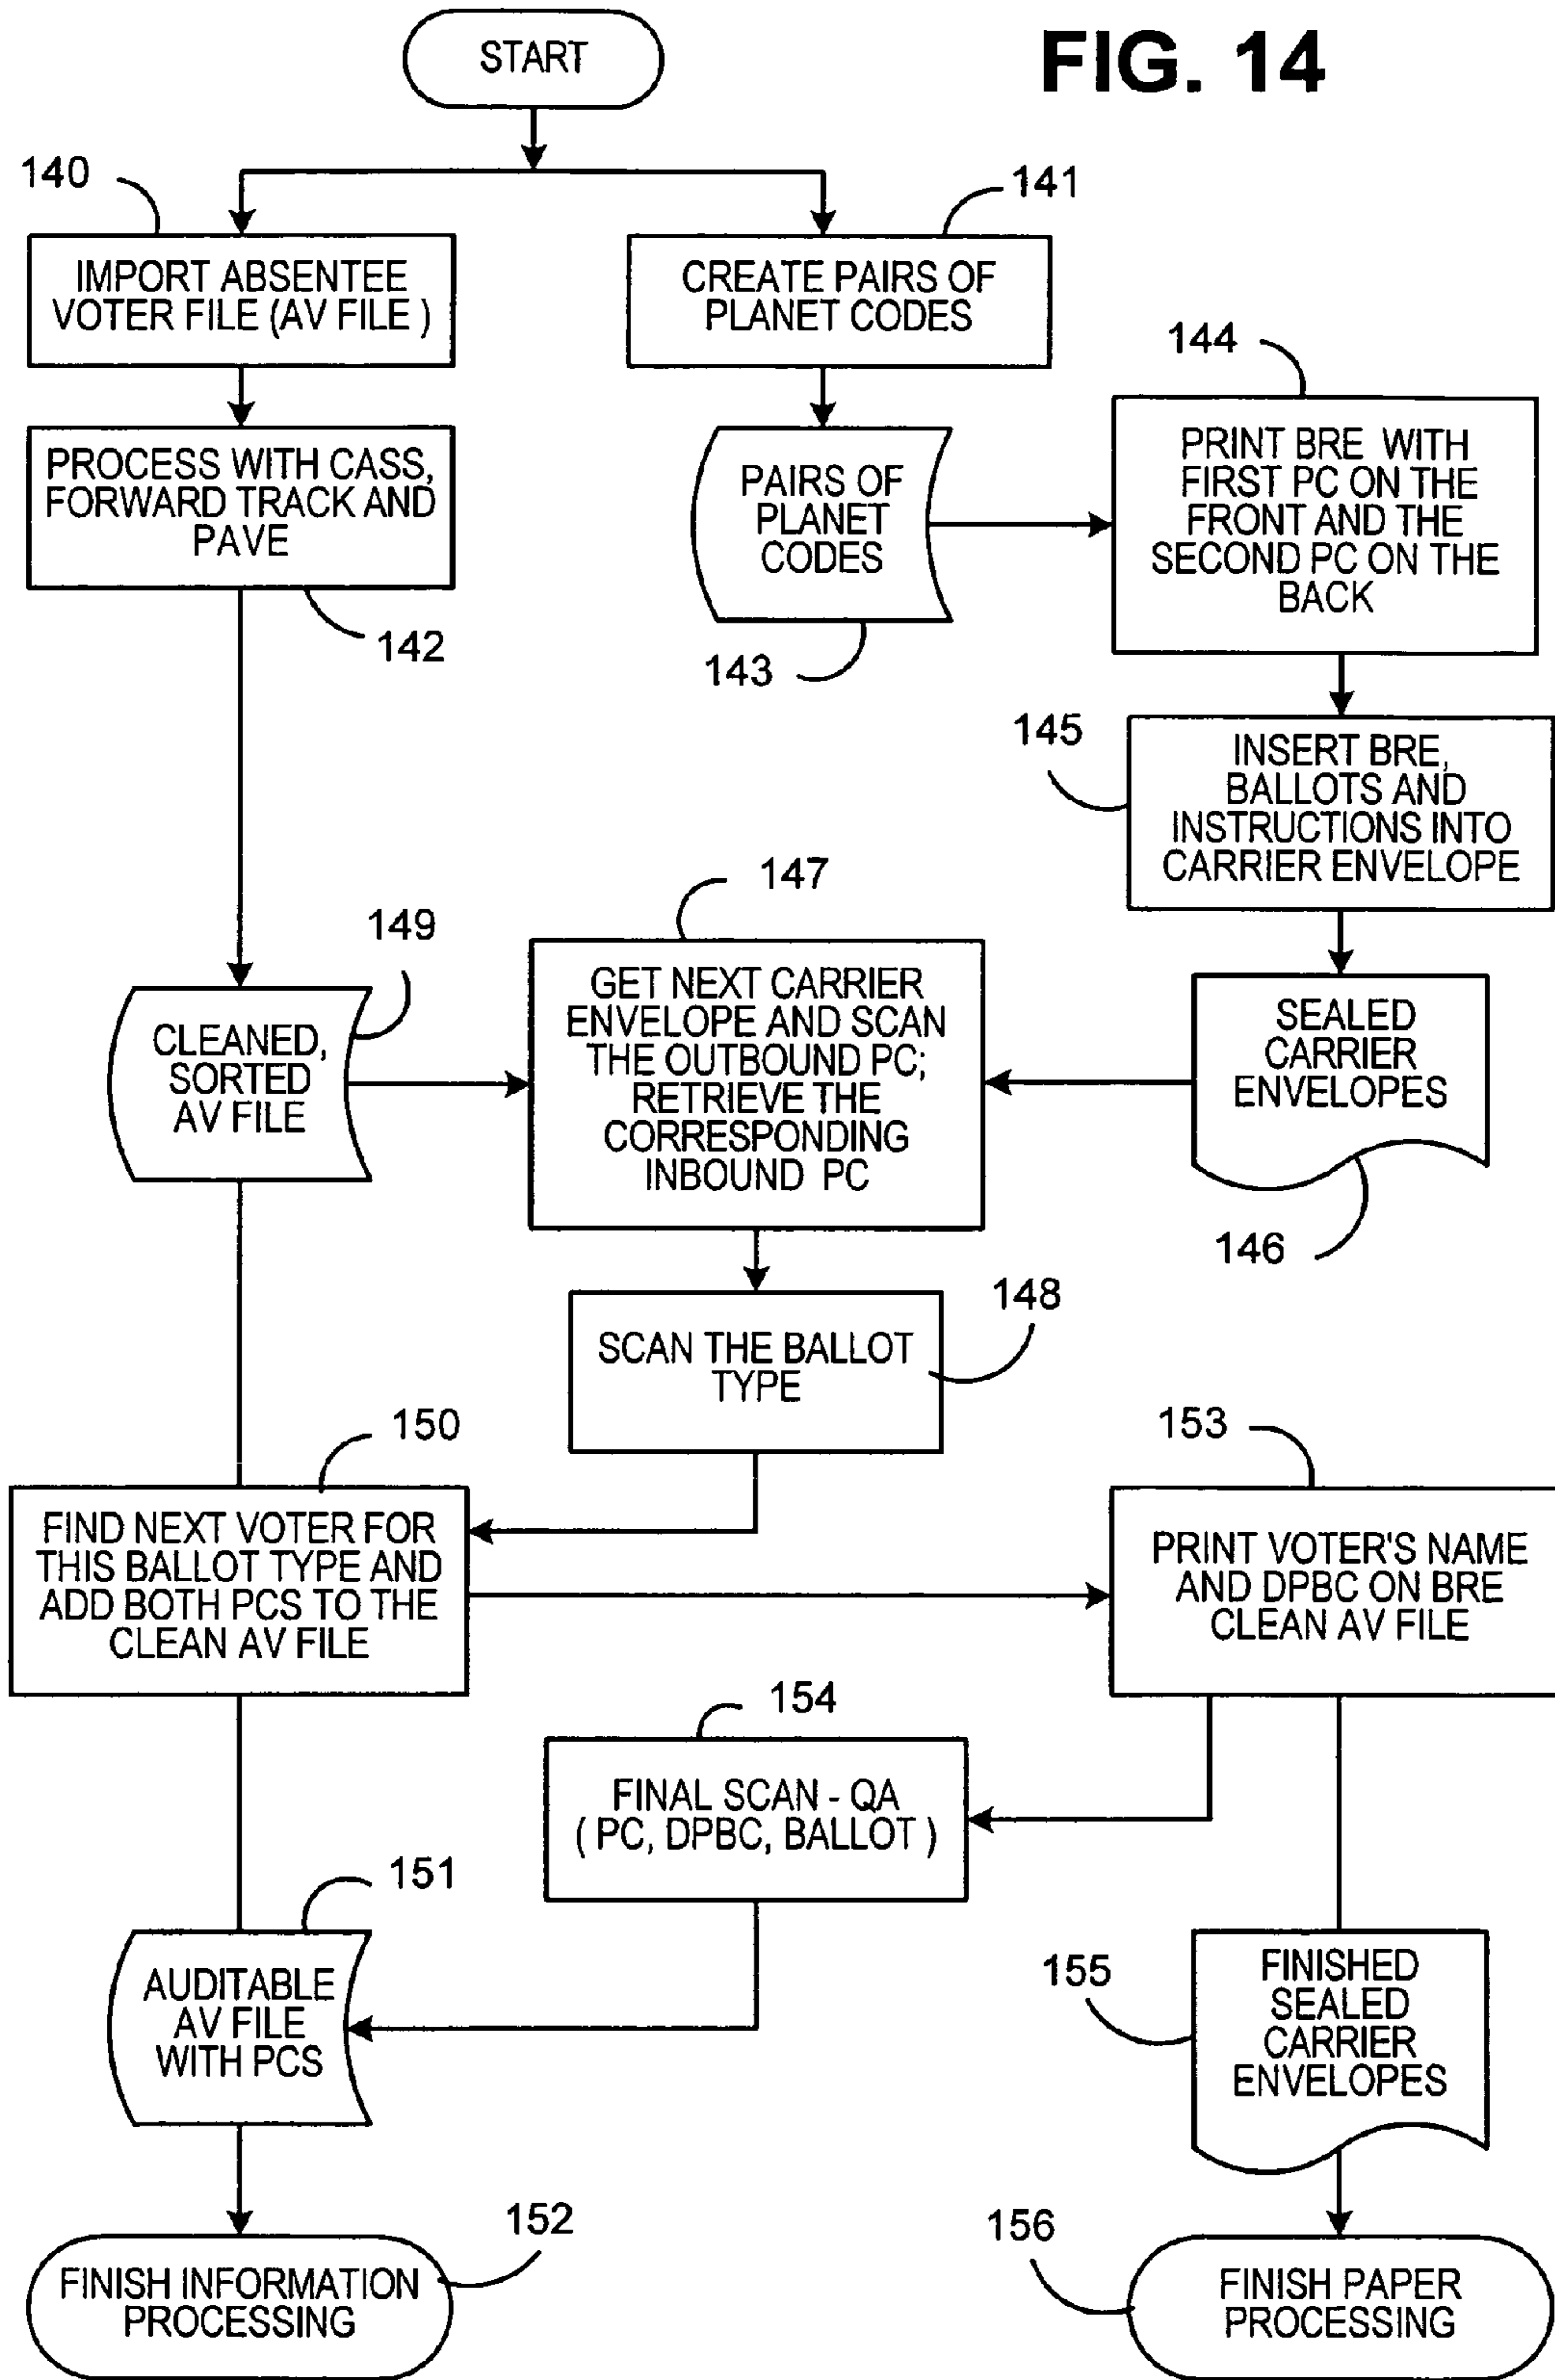 START
FIG. 14
140
141
IMPORT ABSENTEE
VOTER FILE (AV FILE )
CREATE PAIRS OF
PLANET CODES
144
PROCESS WITH CASS,
FORWARD TRACK AND
PAVE
142
PAIRS OF
PLANET
CODES
143
PRINT BRE WITH
FIRST PC ON THE
FRONT AND THE
SECOND PC ON THE
BACK
145
INSERT BRE,
BALLOTS AND
INSTRUCTIONS INTO
CARRIER ENVELOPE
147
149
CLEANED,
SORTED
AV FILE
GET NEXT CARRIER
ENVELOPE AND SCAN
THE OUTBOUND PC;
RETRIEVE THE
CORRESPONDING
INBOUND PC
SEALED
CARRIER
ENVELOPES
146
148
SCAN THE BALLOT
TYPE
150
153
FIND NEXT VOTER FOR
THIS BALLOT TYPE AND
ADD BOTH PCS TO THE
CLEAN AV FILE
PRINT VOTER'S NAME
AND DPBC ON BRE
CLEAN AV FILE
154
FINAL SCAN - QA
( PC, DPBC, BALLOT )
151
AUDITABLE
AV FILE
WITH PCS
155
FINISHED
SEALED
CARRIER
ENVELOPES
152
FINISH INFORMATION
PROCESSING
156
FINISH PAPER
PROCESSING